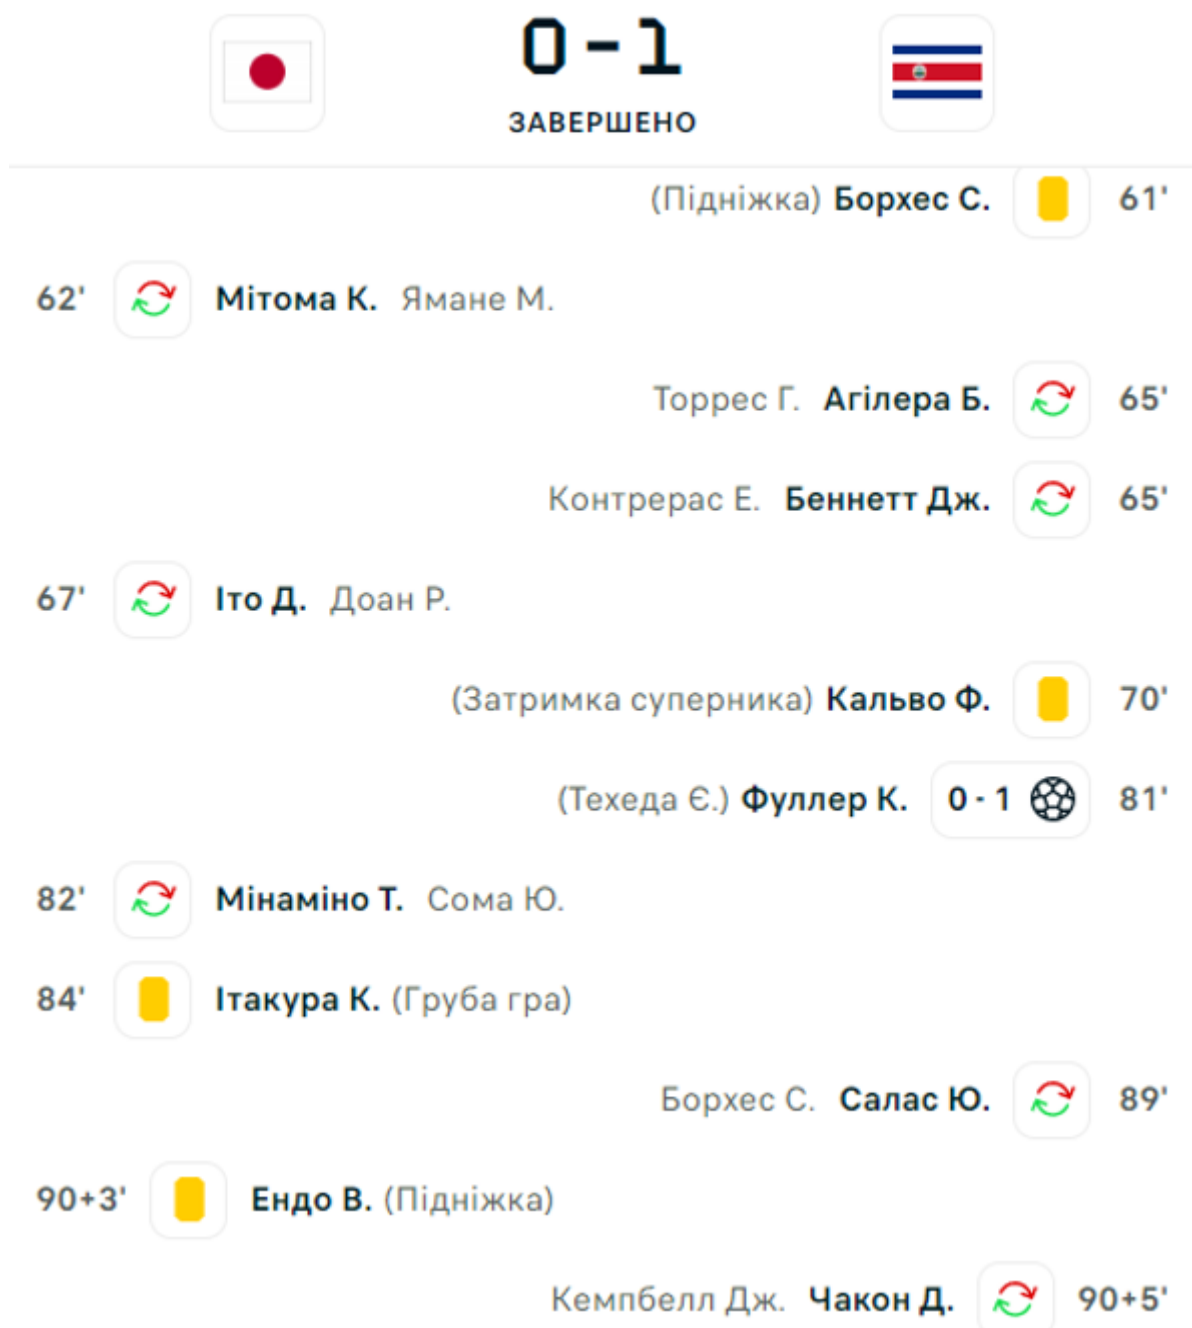 0-1
ЗАВЕРШЕНО
(Підніжка) Борхес С. 61'
62' Мітома К. Ямане М.
Торрес Г. Агілера Б. 65'
Контрерас Е. Беннетт Дж. 65'
67' Іто Д. Доан Р.
(Затримка суперника) Кальво Ф. 70'
(Техеда Є.) Фуллер К. 0 - 1 81'
82' Мінаміно Т. Сома Ю.
84' Ітакура К. (Груба гра)
Борхес С. Салас Ю. 89'
90+3' Ендо В. (Підніжка)
Кемпбелл Дж. Чакон Д. 90+5'